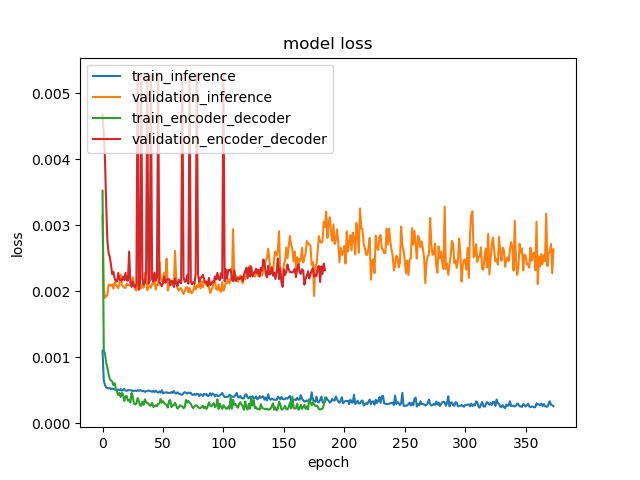 model loss
train_inference
validation_inference
train_encoder_decoder
validation_encoder_decoder
loss
0.005
0.004
0.003
0.002
0.001
0.000
0 50 100 150 200 250 300 350
epoch